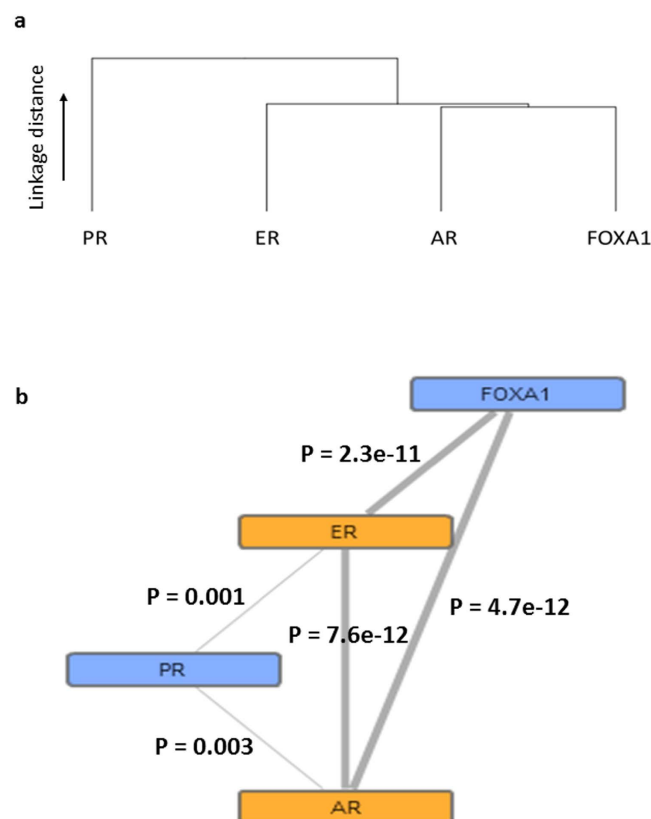 a
Linkage distance
PR
ER
AR
FOXA1
b
FOXA1
P = 2.3e-11
ER
P = 0.001
P = 4.7e-12
P = 7.6e-12
PR
P = 0.003
AR